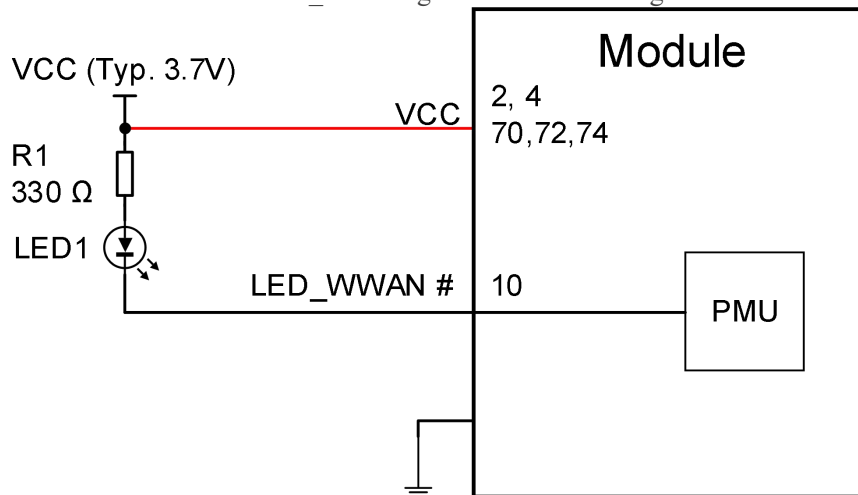 Module
VCC (Typ. 3.7V)
VCC
2, 4
70,72,74
R1
330 Ω
LED1
LED_WWAN #
10
PMU